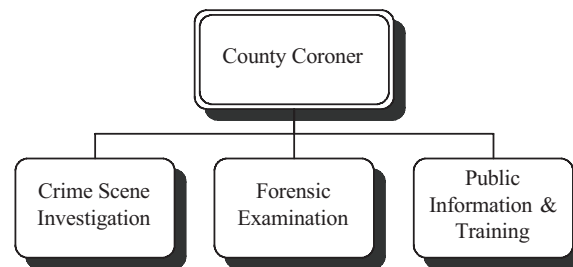 County Coroner
Crime Scene
Investigation
Forensic
Examination
Public
Information &
Training